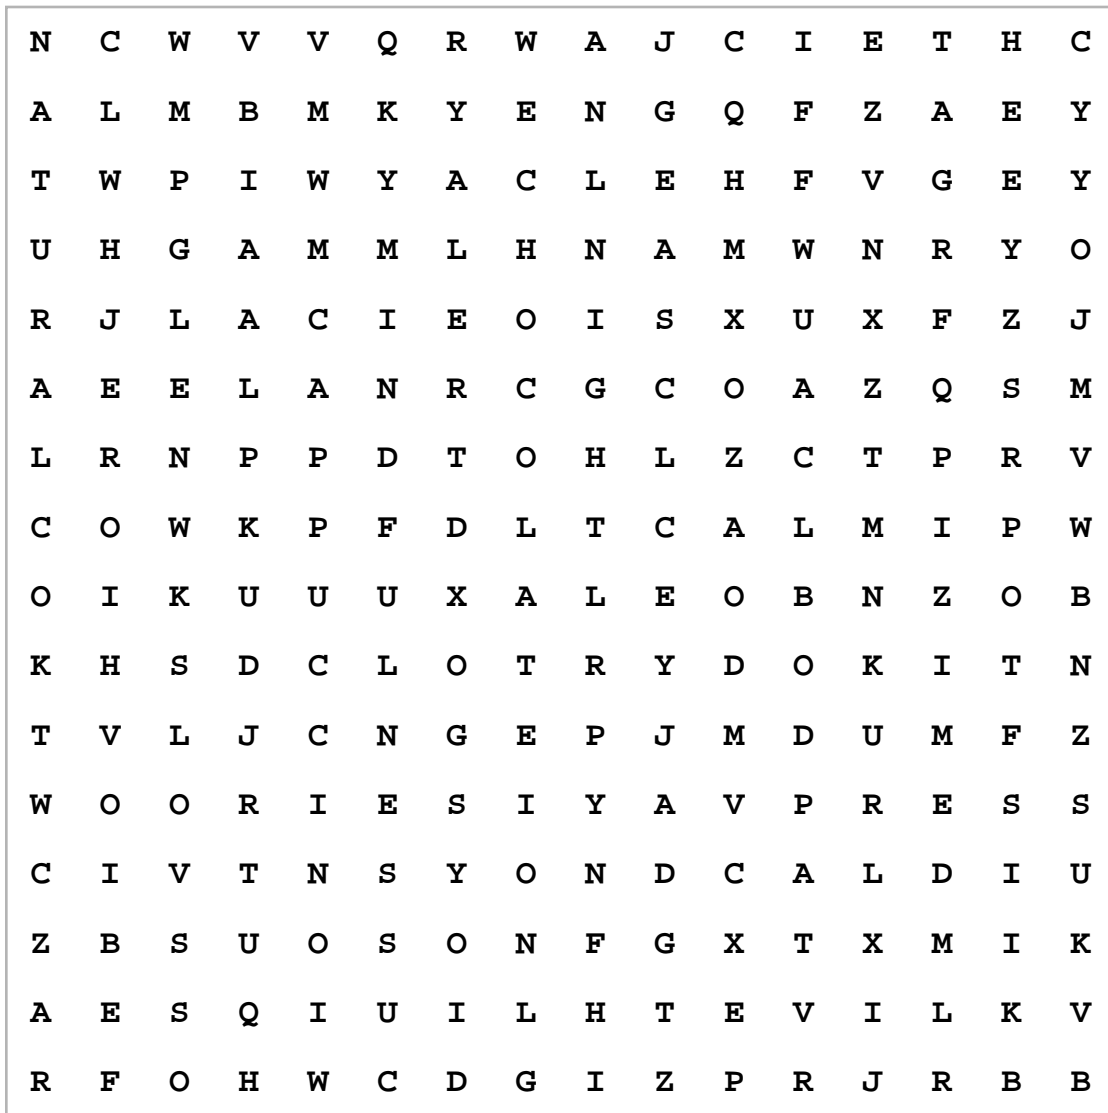 N C W V V Q R W A J C I E T H C
A L M B M K Y E N G Q F Z A E Y
T W P I W Y A C L E H F V G E Y
U H G A M M L H N A M W N R Y O
R J L A C I E O I S X U X F Z J
A E E L A N R C G C O A Z Q S M
L R N P P D T O H L Z C T P R V
C O W K P F D L T C A L M I P W
O I K U U U X A L E O B N Z O B
K H S D C L O T R Y D O K I T N
T V L J C N G E P J M D U M F Z
W O O R I E S I Y A V P R E S S
C I V T N S Y O N D C A L D I U
Z B S U O S O N F G X T X M I K
A E S Q I U I L H T E V I L K V
R F O H W C D G I Z P R J R B B